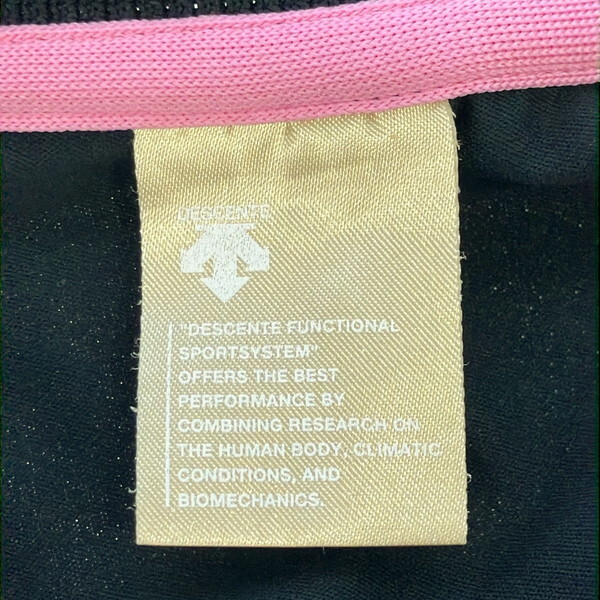 DESCENTE
"DESCENTE FUNCTIONAL
SPORTSYSTEM"
OFFERS THE BEST
PERFORMANCE BY
COMBINING RESEARCH ON
THE HUMAN BODY, CLIMATIC
CONDITIONS, AND
BIOMECHANICS.